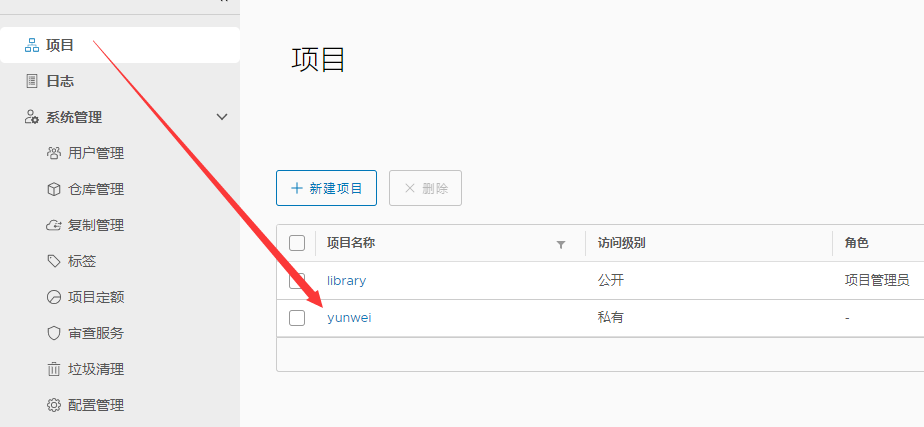 项目
日志
系统管理
用户管理
仓库管理
复制管理
标签
项目定额
审查服务
垃圾清理
配置管理
项目
+ 新建项目
× 删除
项目名称 访问级别 角色
library 公开 项目管理员
yunwei 私有 -